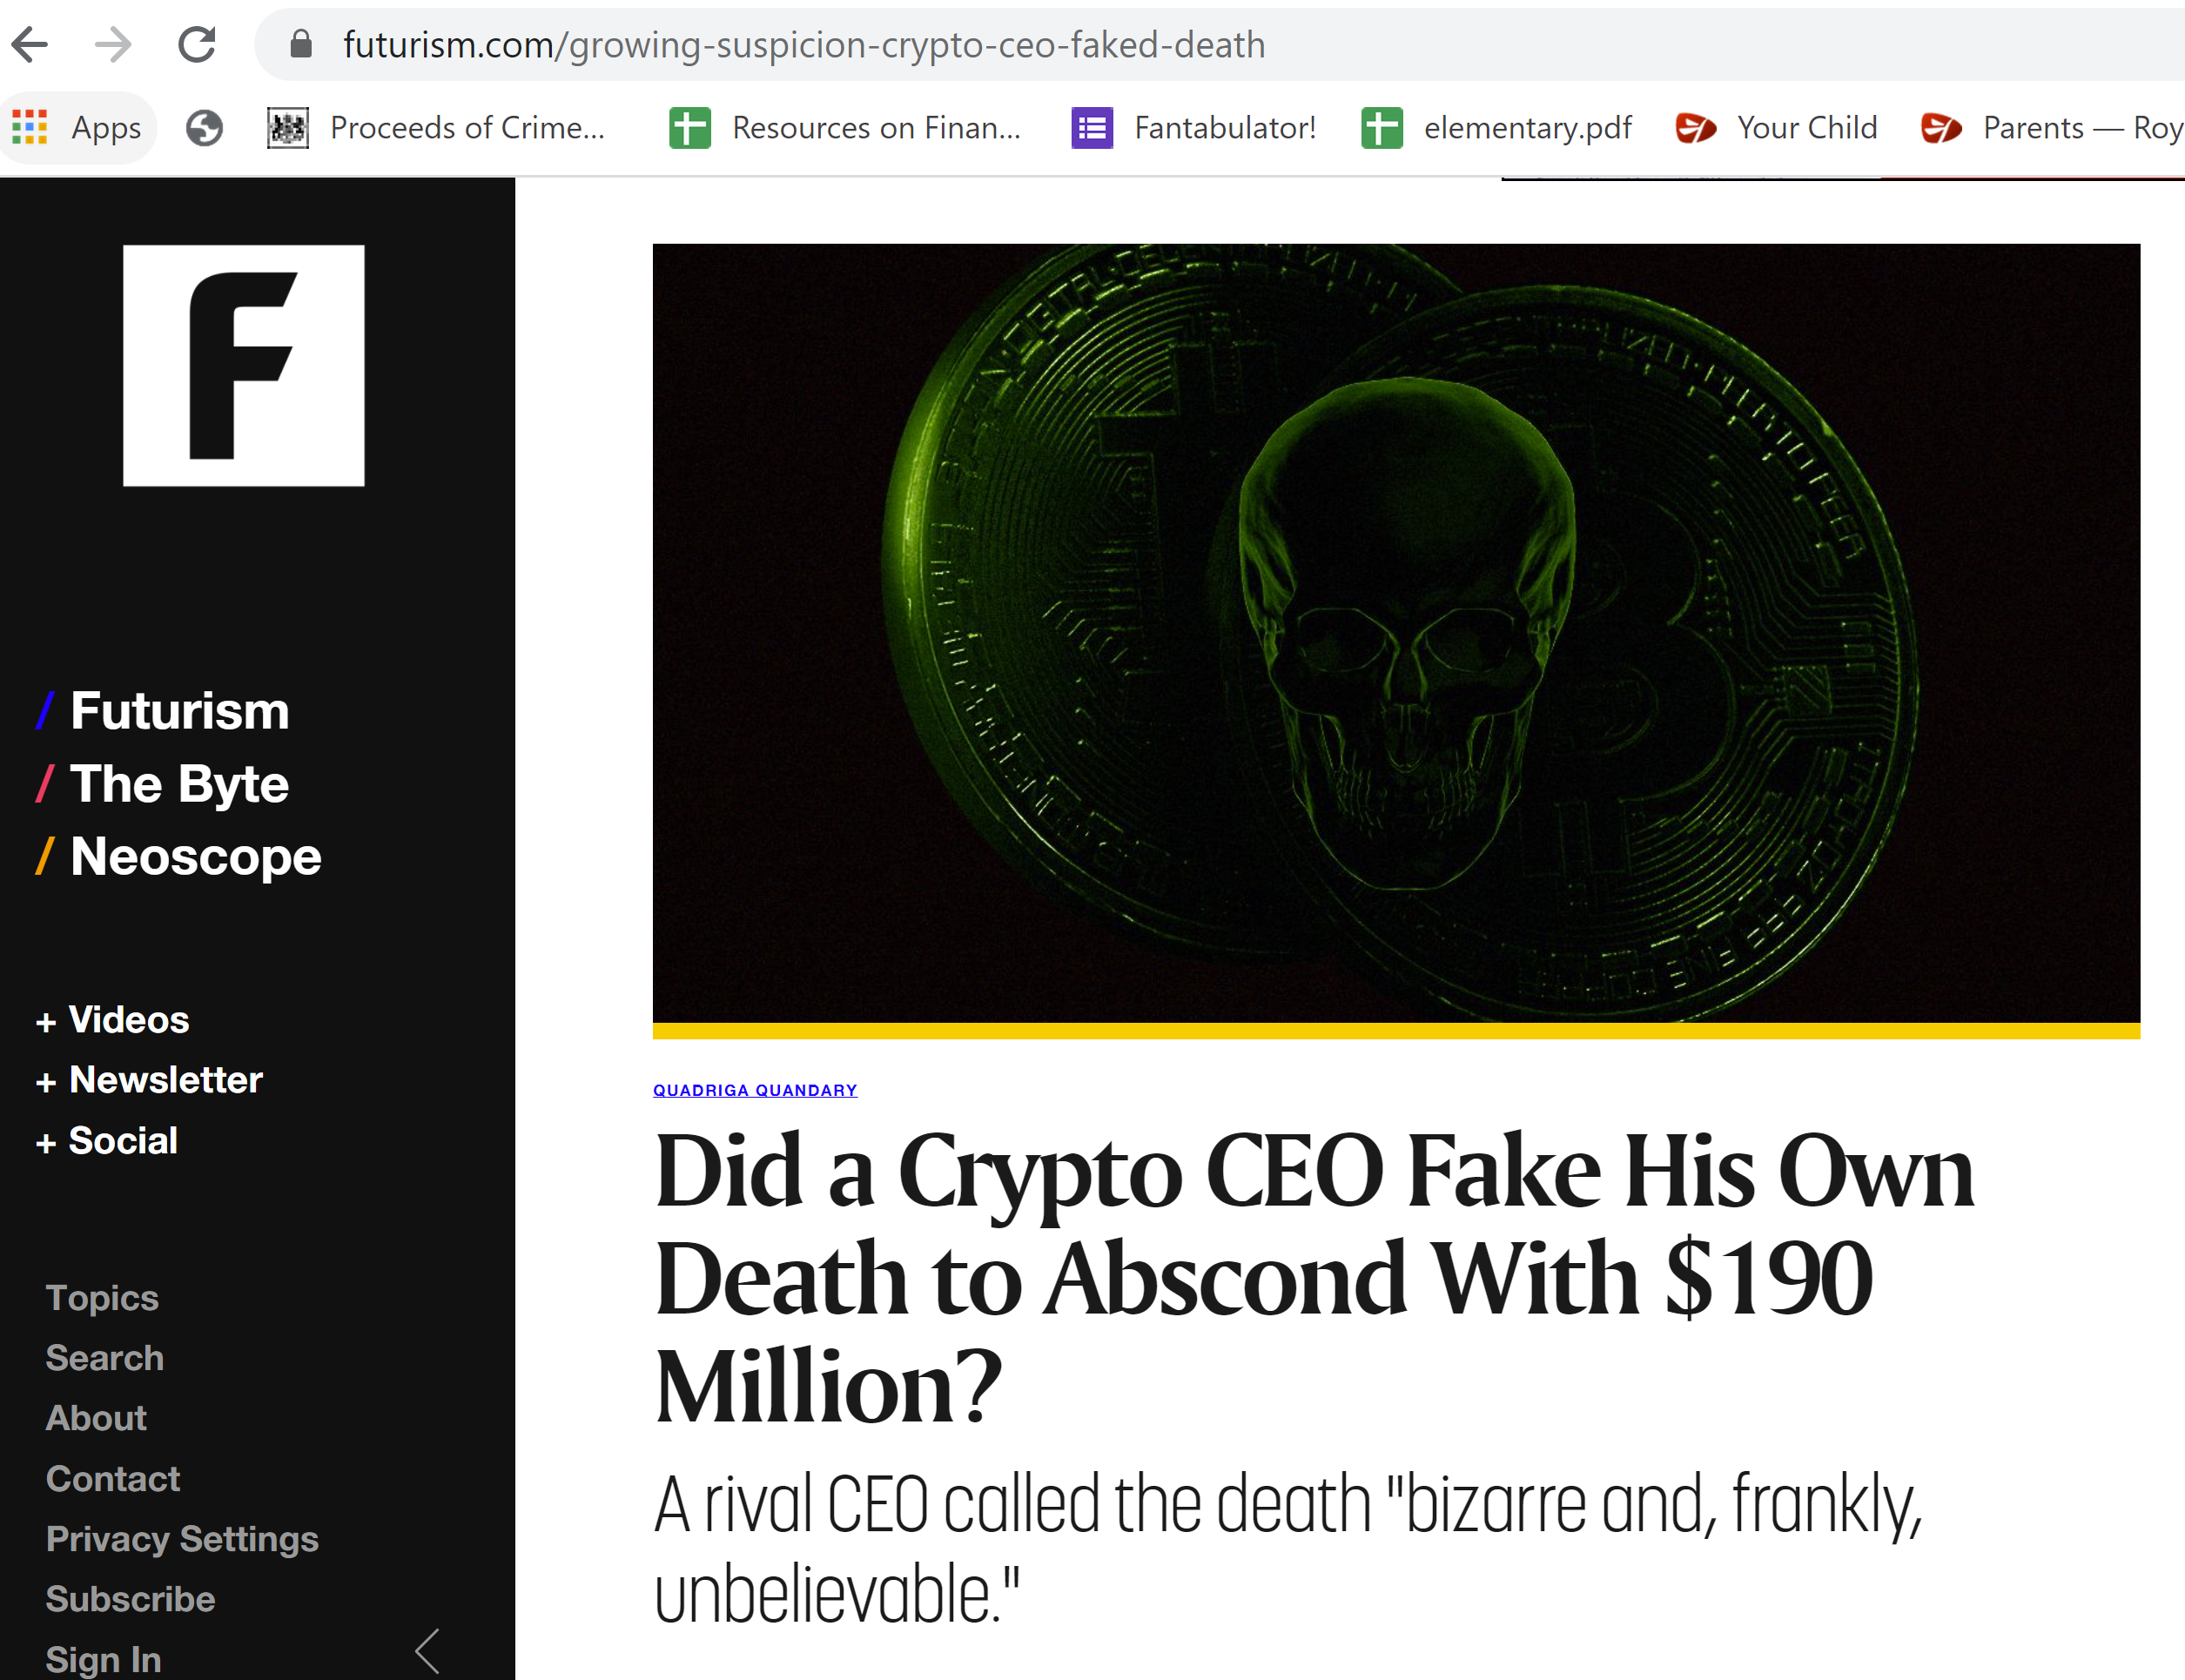 futurism.com/growing-suspicion-crypto-ceo-faked-death
Apps Proceeds of Crime... Resources on Finan... Fantabulator! elementary.pdf Your Child Parents — Roy
F
/ Futurism
/ The Byte
/ Neoscope
+ Videos
+ Newsletter
+ Social
Topics
Search
About
Contact
Privacy Settings
Subscribe
Sign In
QUADRIGA QUANDARY
Did a Crypto CEO Fake His Own
Death to Abscond With $190
Million?
A rival CEO called the death "bizarre and, frankly,
unbelievable."